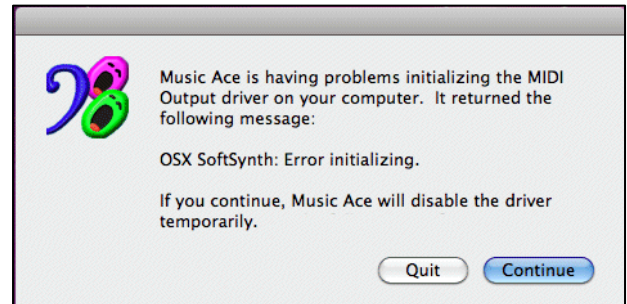 Music Ace is having problems initializing the MIDI
Output driver on your computer.  It returned the
following message:
OSX SoftSynth: Error initializing.
If you continue, Music Ace will disable the driver
temporarily.
Quit
Continue